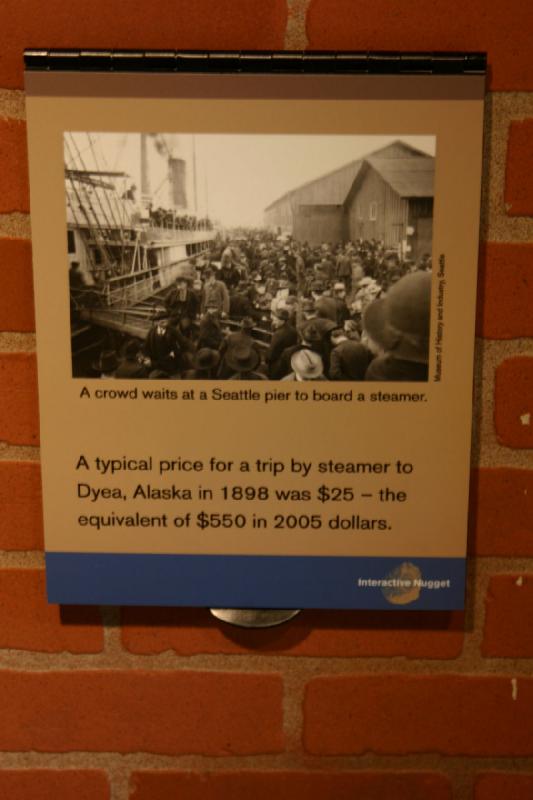 Museum of History and Industry, Seattle
A crowd waits at a Seattle pier to board a steamer.
A typical price for a trip by steamer to
Dyea, Alaska in 1898 was $25 – the
equivalent of $550 in 2005 dollars.
Interactive Nugget